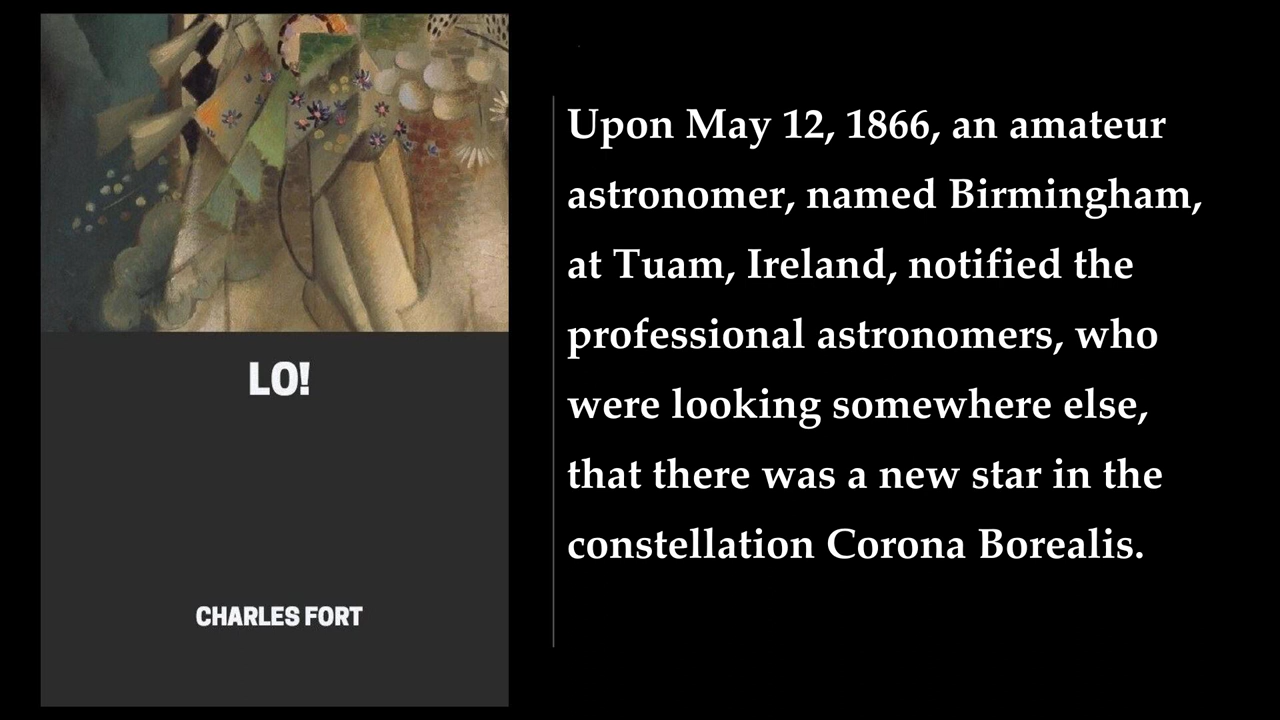 LO!
CHARLES FORT
Upon May 12, 1866, an amateur
astronomer, named Birmingham,
at Tuam, Ireland, notified the
professional astronomers, who
were looking somewhere else,
that there was a new star in the
constellation Corona Borealis.